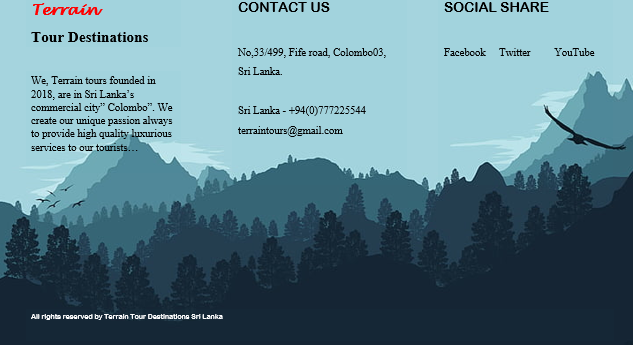 Terrain
Tour Destinations
We, Terrain tours founded in
2018, are in Sri Lanka’s
commercial city” Colombo”. We
create our unique passion always
to provide high quality luxurious
services to our tourists…
CONTACT US
No,33/499, Fife road, Colombo03,
Sri Lanka.
Sri Lanka - +94(0)777225544
terraintours@gmail.com
SOCIAL SHARE
Facebook Twitter YouTube
All rights reserved by Terrain Tour Destinations Sri Lanka